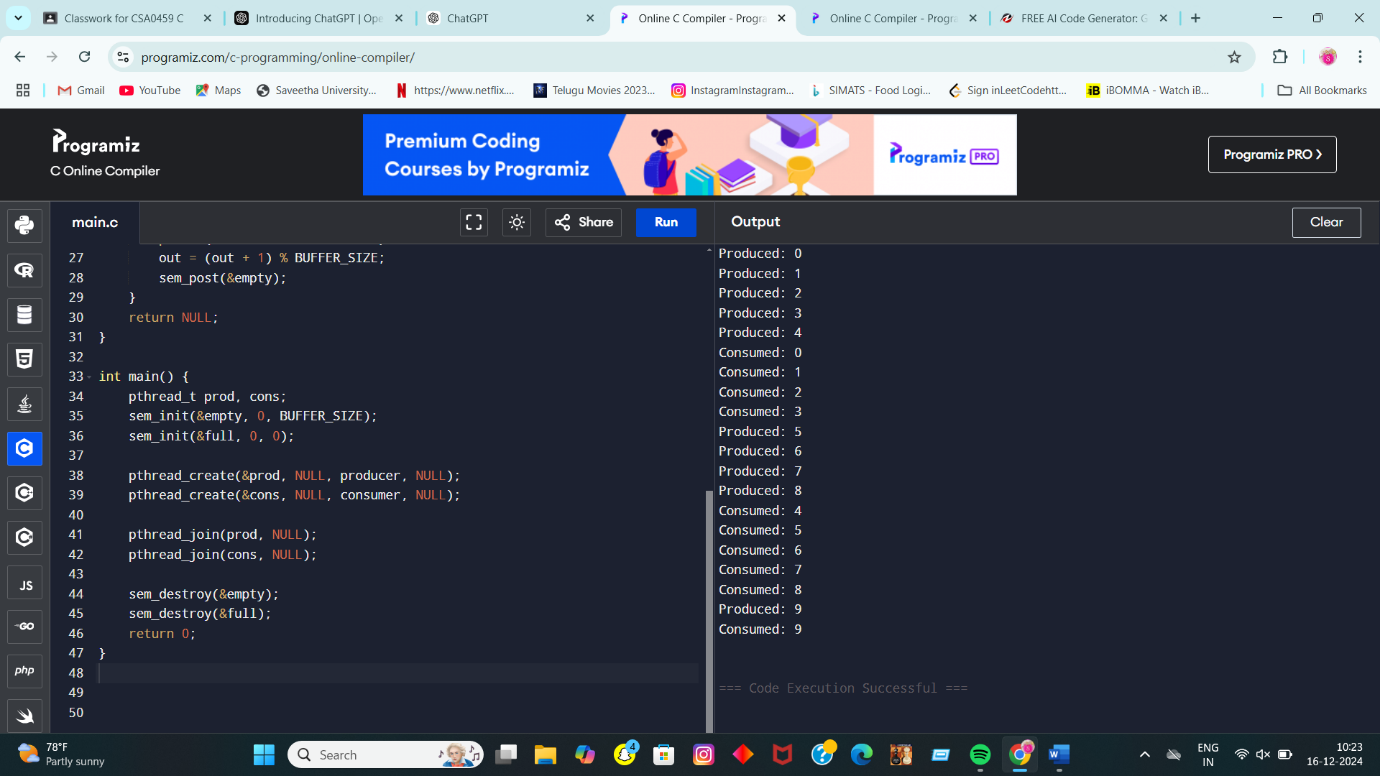 Classwork for CSA0459 C
Introducing ChatGPT | Ope
ChatGPT
Online C Compiler - Progra
Online C Compiler - Progra
FREE AI Code Generator: G
programiz.com/c-programming/online-compiler/
Gmail
YouTube
Maps
Saveetha University...
https://www.netflix....
Telugu Movies 2023...
InstagramInstagram...
SIMATS - Food Logi...
Sign inLeetCodehtt...
iBOMMA - Watch iB...
All Bookmarks
Programiz
C Online Compiler
Premium Coding
Courses by Programiz
Programiz PRO
Programiz PRO >
main.c
Share
Run
Output
Clear
27 out = (out + 1) % BUFFER_SIZE;
28 sem_post(&empty);
29 }
30 return NULL;
31 }
32
33 int main() {
34 pthread_t prod, cons;
35 sem_init(&empty, 0, BUFFER_SIZE);
36 sem_init(&full, 0, 0);
37
38 pthread_create(&prod, NULL, producer, NULL);
39 pthread_create(&cons, NULL, consumer, NULL);
40
41 pthread_join(prod, NULL);
42 pthread_join(cons, NULL);
43
44 sem_destroy(&empty);
45 sem_destroy(&full);
46 return 0;
47 }
48
49
50
Produced: 0
Produced: 1
Produced: 2
Produced: 3
Produced: 4
Consumed: 0
Consumed: 1
Consumed: 2
Consumed: 3
Produced: 5
Produced: 6
Produced: 7
Produced: 8
Consumed: 4
Consumed: 5
Consumed: 6
Consumed: 7
Consumed: 8
Produced: 9
Consumed: 9
=== Code Execution Successful ===
JS
GO
php
78°F
Partly sunny
Search
4
ENG
IN
10:23
16-12-2024